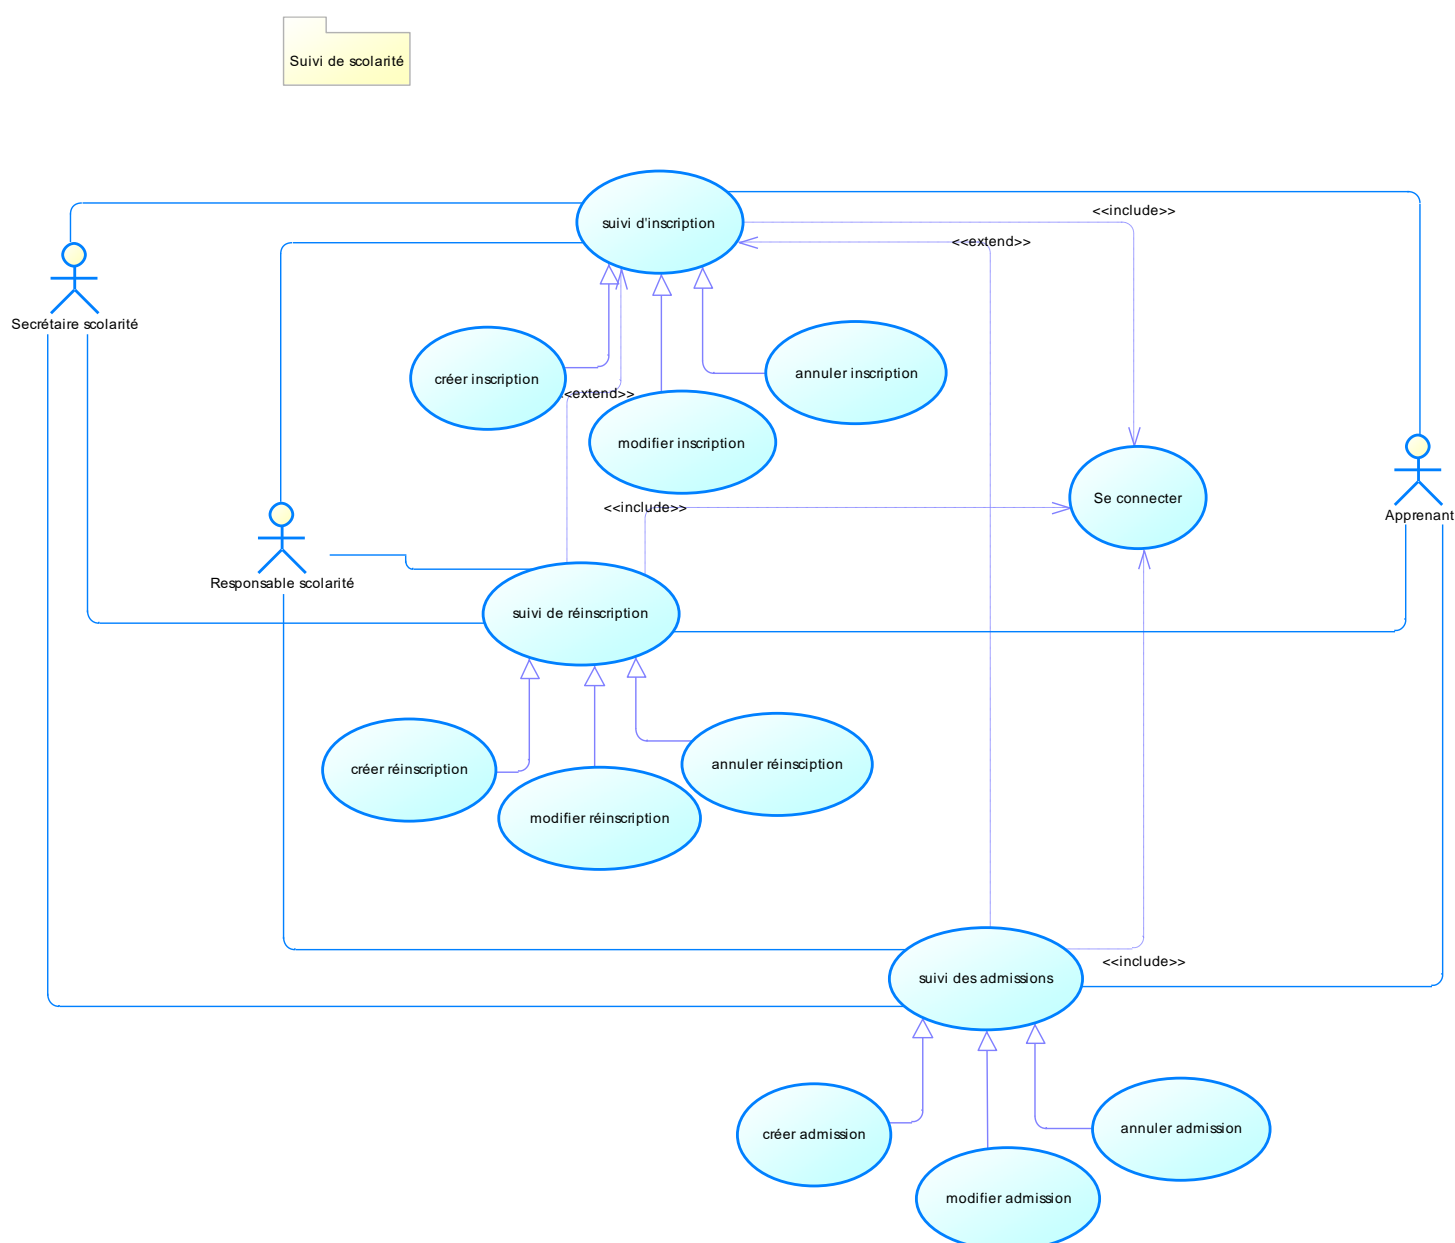 Suivi de scolarité
<<include>>
suivi d'inscription
<<extend>>
Secrétaire scolarité
annuler inscription
créer inscription
<extend>>
modifier inscription
Se connecter
<<include>>
Apprenant
Responsable scolarité
suivi de réinscription
annuler réinsciption
créer réinscription
modifier réinscription
<<include>>
suivi des admissions
annuler admission
créer admission
modifier admission